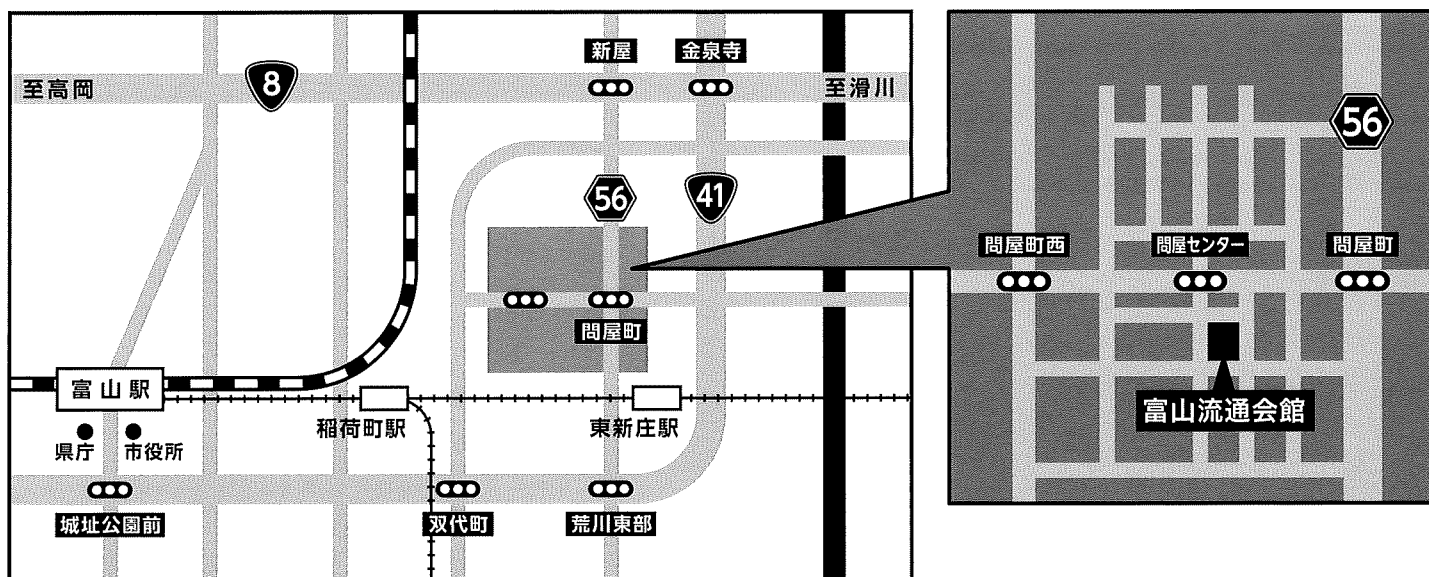 新屋
金泉寺
至高岡
8
至滑川
56
41
問屋町
富山駅
稲荷町駅
東新庄駅
県庁
市役所
城址公園前
双代町
荒川東部
56
問屋町西
問屋センター
問屋町
富山流通会館